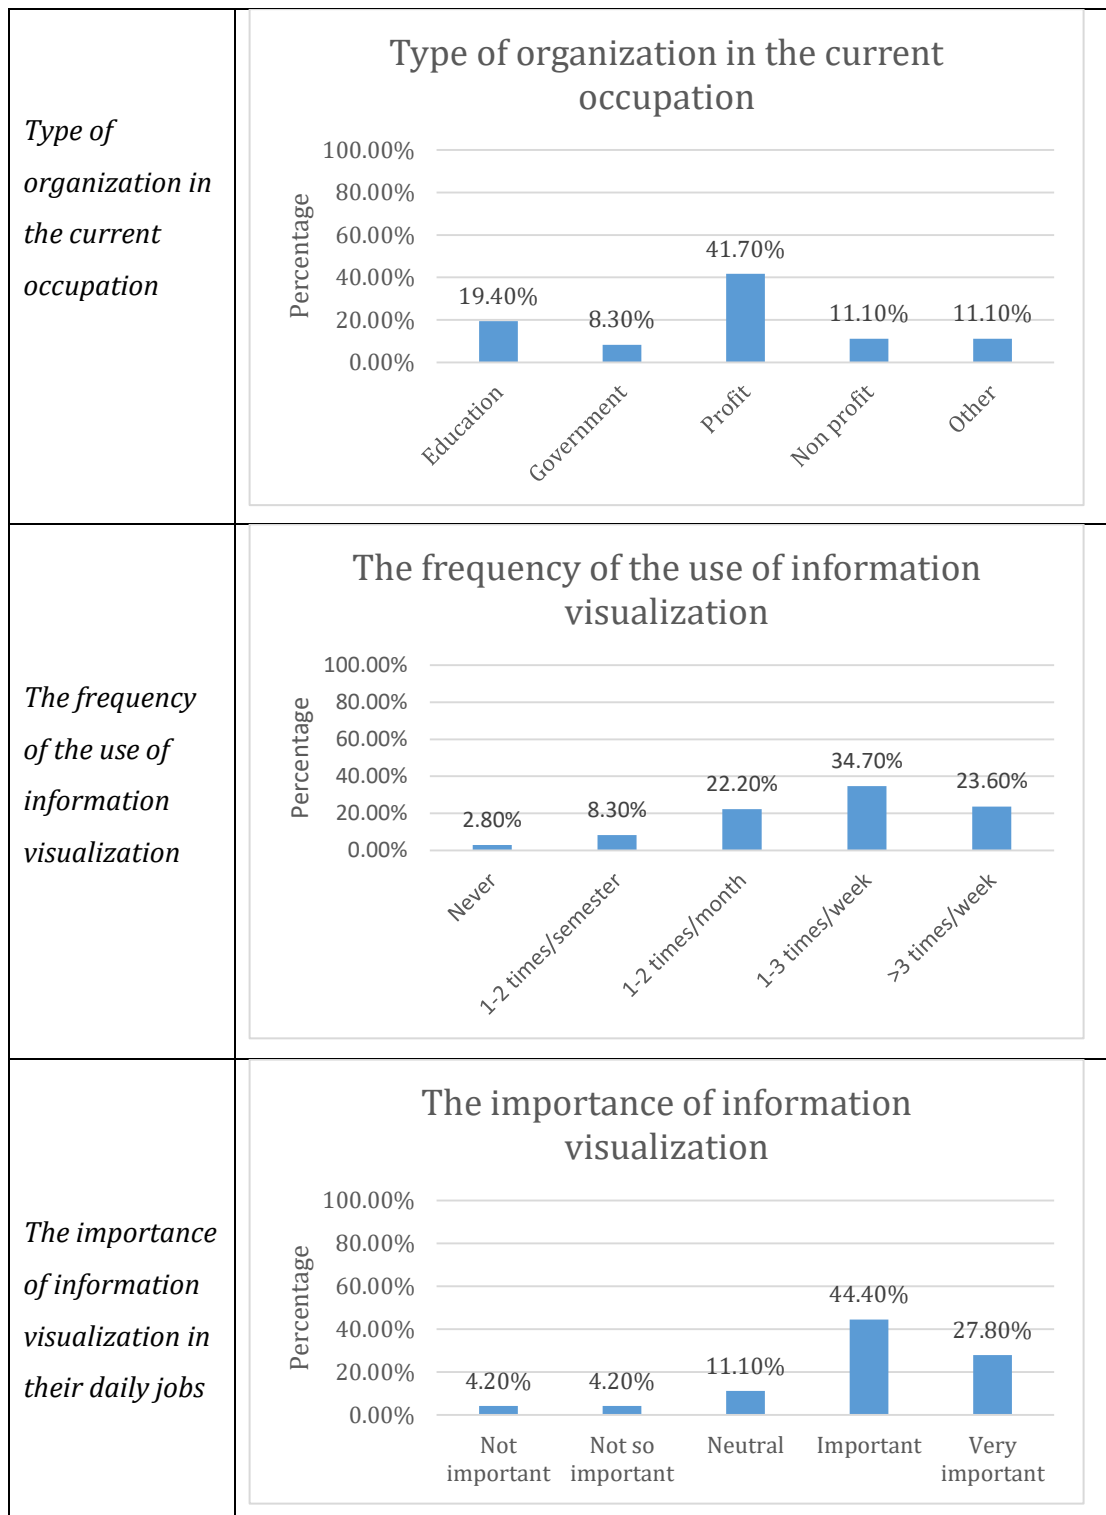 Type of
organization in
the current
occupation
Type of organization in the current
occupation
Percentage
100.00%
80.00%
60.00%
40.00%
20.00%
0.00%
19.40%
8.30%
41.70%
11.10%
11.10%
Education
Government
Profit
Non profit
Other
The frequency
of the use of
information
visualization
The frequency of the use of information
visualization
Percentage
100.00%
80.00%
60.00%
40.00%
20.00%
0.00%
2.80%
8.30%
22.20%
34.70%
23.60%
Never
1-2 times/semester
1-2 times/month
1-3 times/week
>3 times/week
The importance
of information
visualization in
their daily jobs
The importance of information
visualization
Percentage
100.00%
80.00%
60.00%
40.00%
20.00%
0.00%
4.20%
4.20%
11.10%
44.40%
27.80%
Not
important
Not so
important
Neutral
Important
Very
important